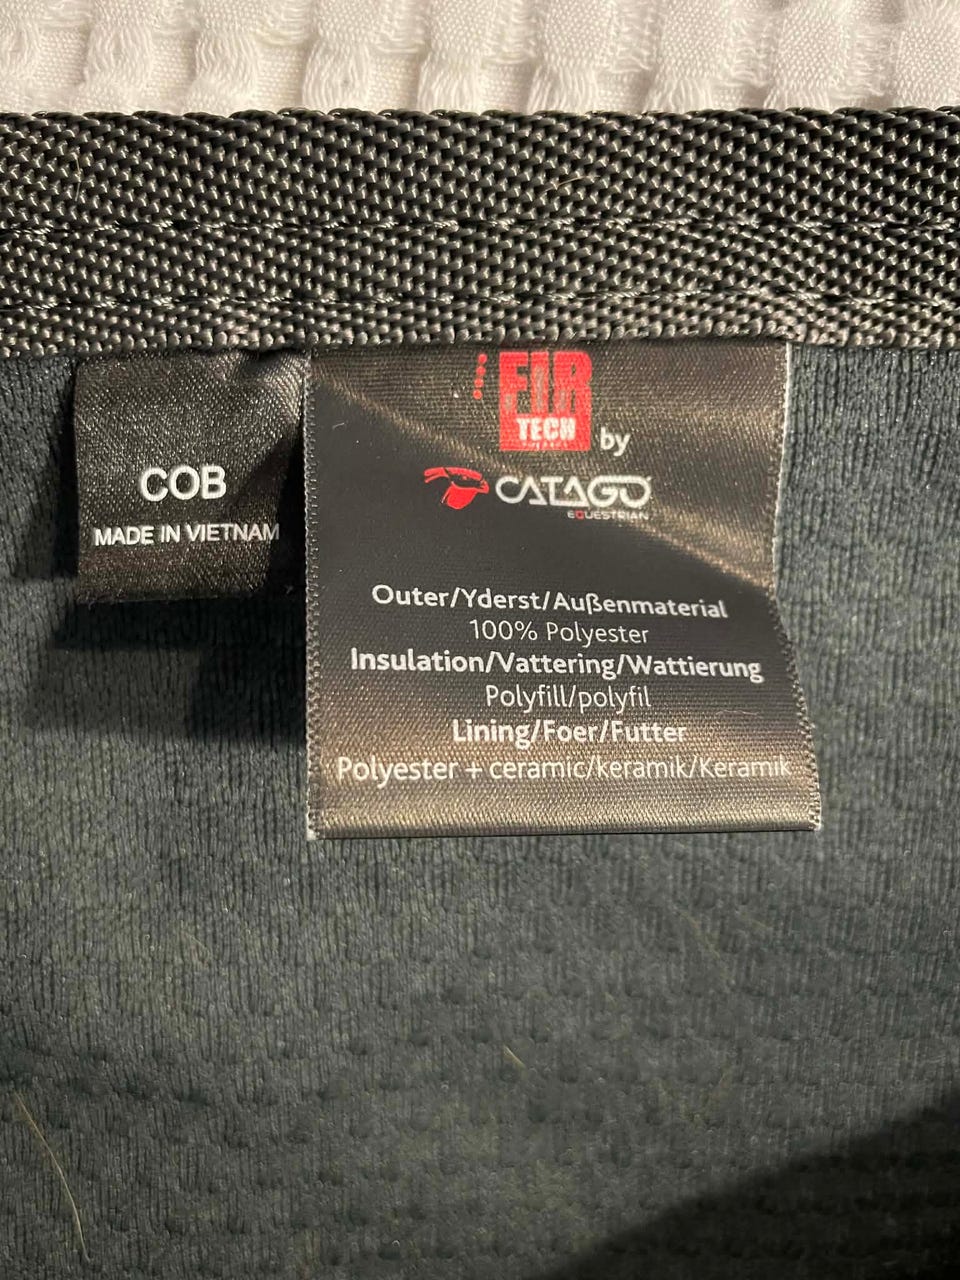 COB
MADE IN VIETNAM
FIR
TECH
by
CATAGO
EQUESTRIAN
Outer/Yderst/Außenmaterial
100% Polyester
Insulation/Vattering/Wattierung
Polyfill/polyfil
Lining/Foer/Futter
Polyester + ceramic/keramik/Keramik